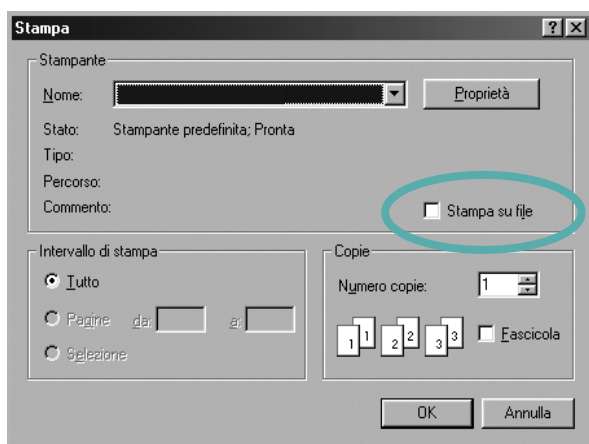 Stampa
Stampante
Nome:
Proprietà
Stato: Stampante predefinita; Pronta
Tipo:
Percorso:
Commento:
Stampa su file
Intervallo di stampa
Tutto
Pagine da: a:
Selezione
Copie
Numero copie: 1
1 1 2 2 3 3
Fascicola
OK Annulla